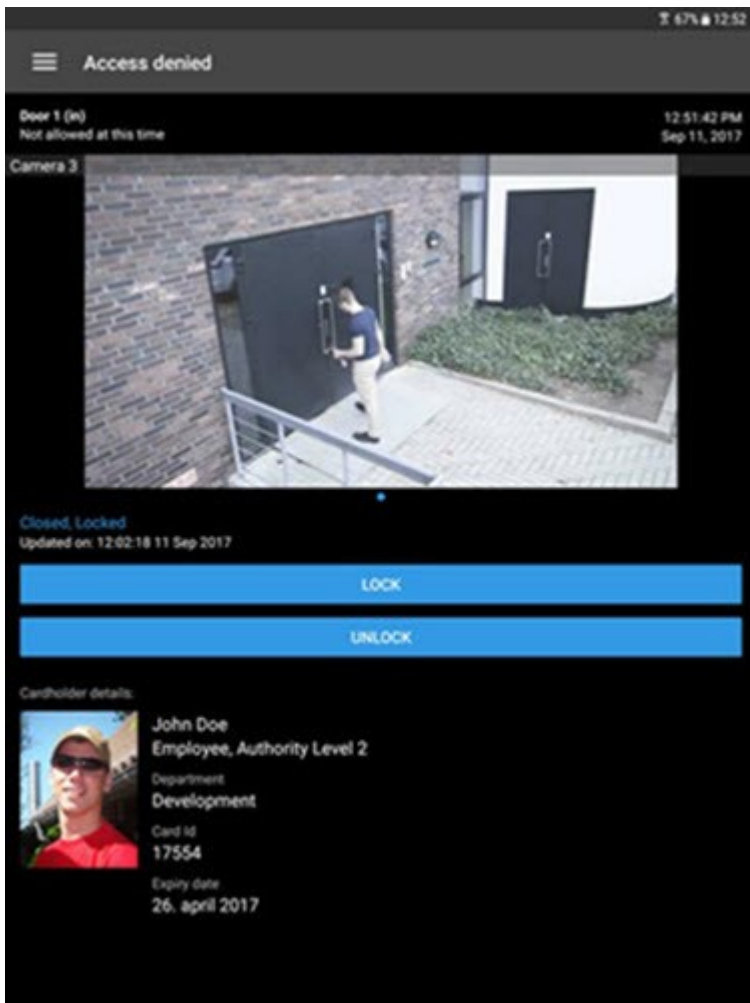 67% 12:52
Access denied
Door 1 (in)
12:51:42 PM
Not allowed at this time
Sep 11, 2017
Camera 3
Closed, Locked
Updated on: 12:02:18 11 Sep 2017
LOCK
UNLOCK
Cardholder details:
John Doe
Employee, Authority Level 2
Department
Development
Card Id
17554
Expiry date
26. april 2017